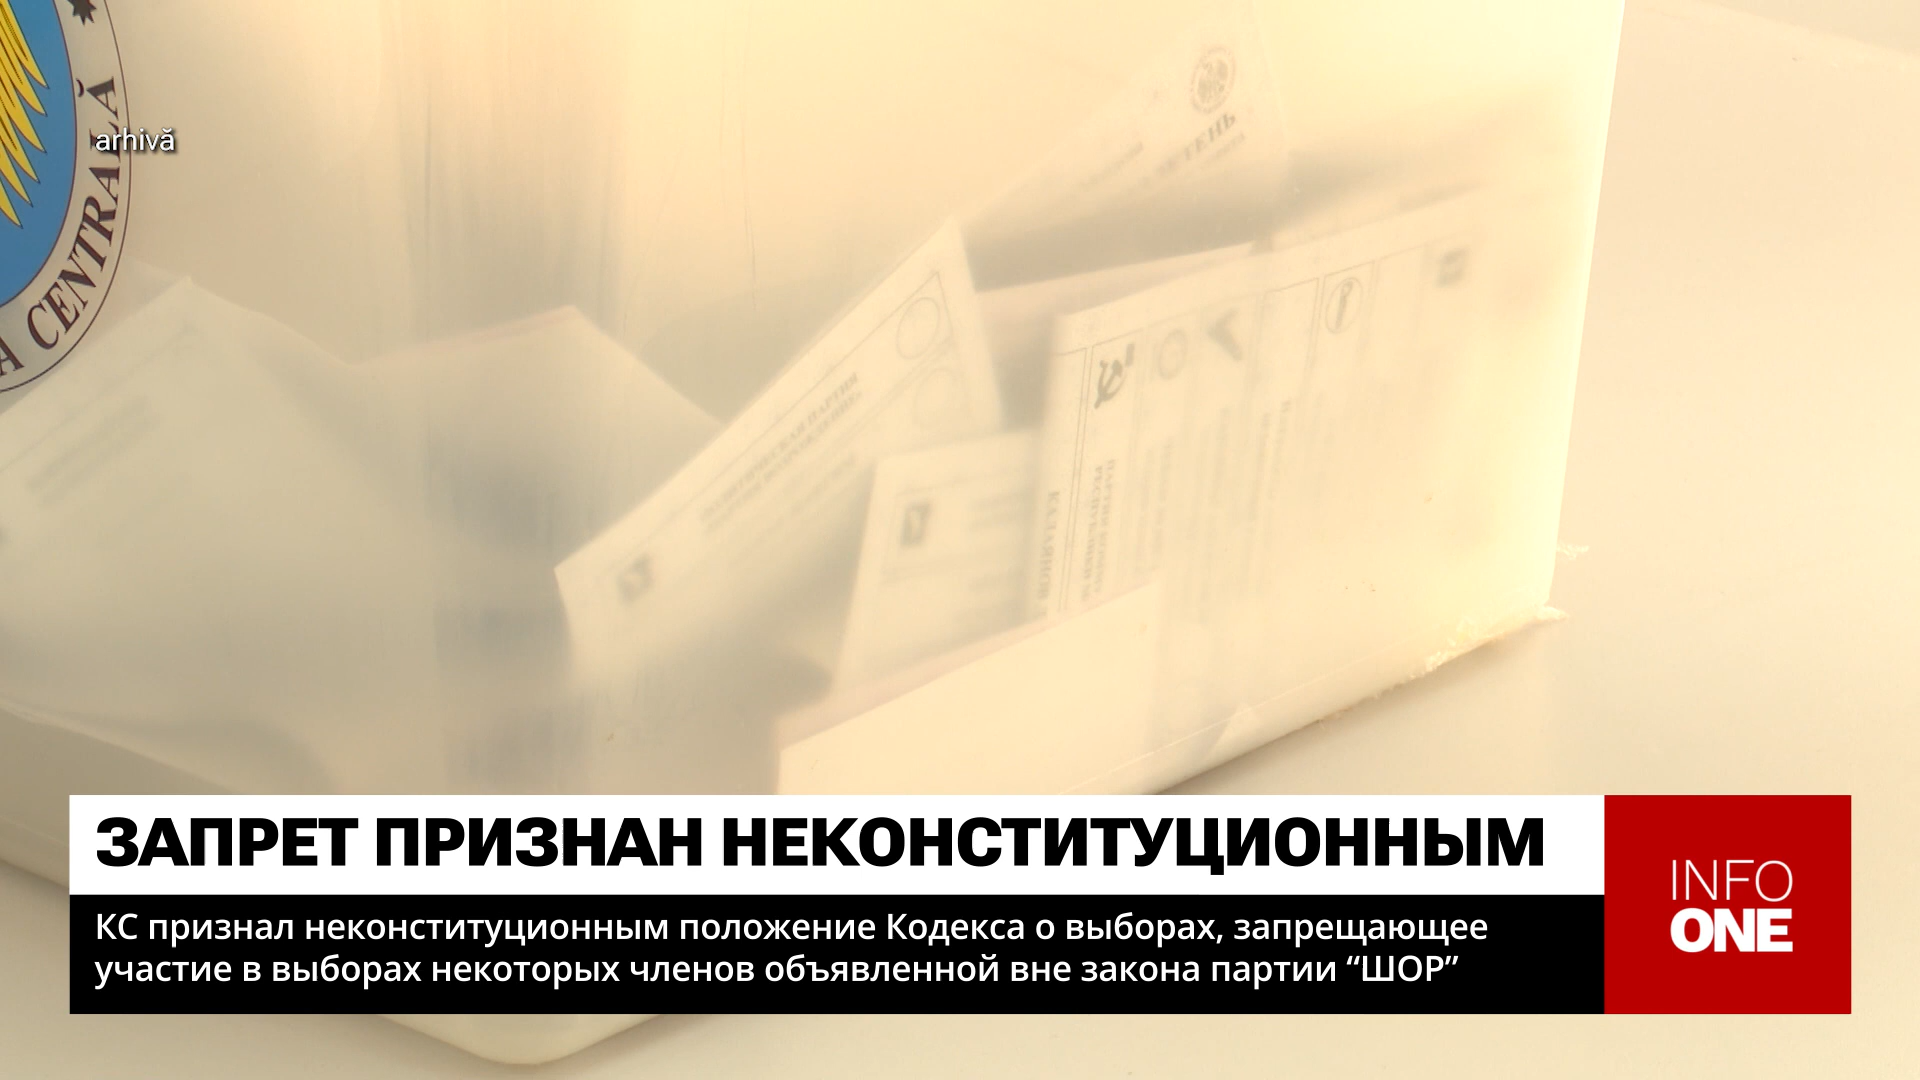 A CENTRALĂ
arhivă
ЗАПРЕТ ПРИЗНАН НЕКОНСТИТУЦИОННЫМ
КС признал неконституционным положение Кодекса о выборах, запрещающее
участие в выборах некоторых членов объявленной вне закона партии “ШОР”
INFO
ONE